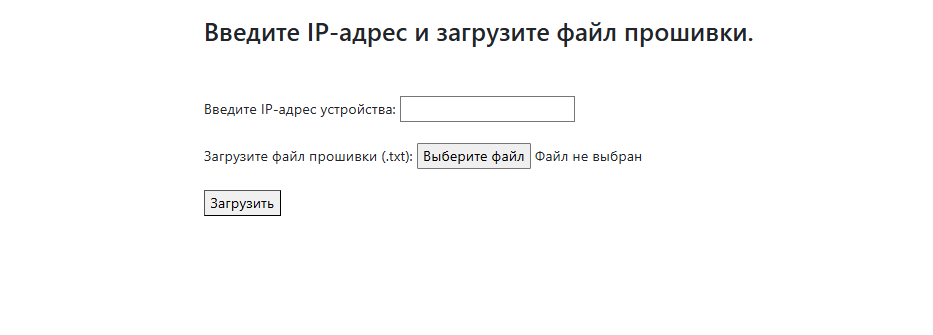 Введите IP-адрес и загрузите файл прошивки.
Введите IP-адрес устройства:
Загрузите файл прошивки (.txt): Выберите файл Файл не выбран
Загрузить